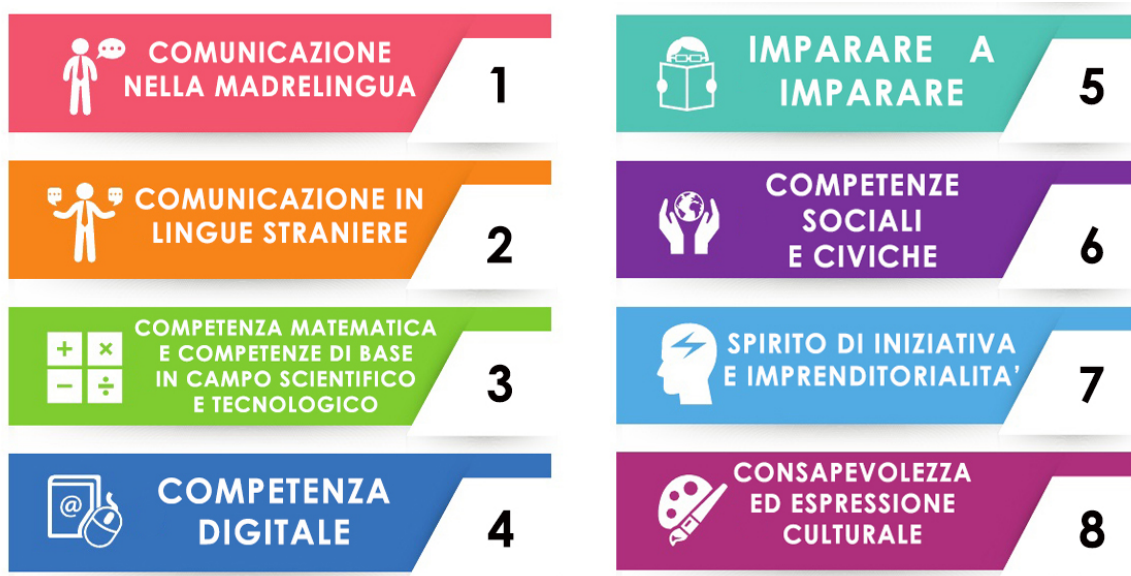 COMUNICAZIONE
NELLA MADRELINGUA
1
COMUNICAZIONE IN
LINGUE STRANIERE
2
COMPETENZA MATEMATICA
E COMPETENZE DI BASE
IN CAMPO SCIENTIFICO
E TECNOLOGICO
3
@
COMPETENZA
DIGITALE
4
IMPARARE A
IMPARARE
5
COMPETENZE
SOCIALI
E CIVICHE
6
SPIRITO DI INIZIATIVA
E IMPRENDITORIALITA'
7
CONSAPEVOLEZZA
ED ESPRESSIONE
CULTURALE
8